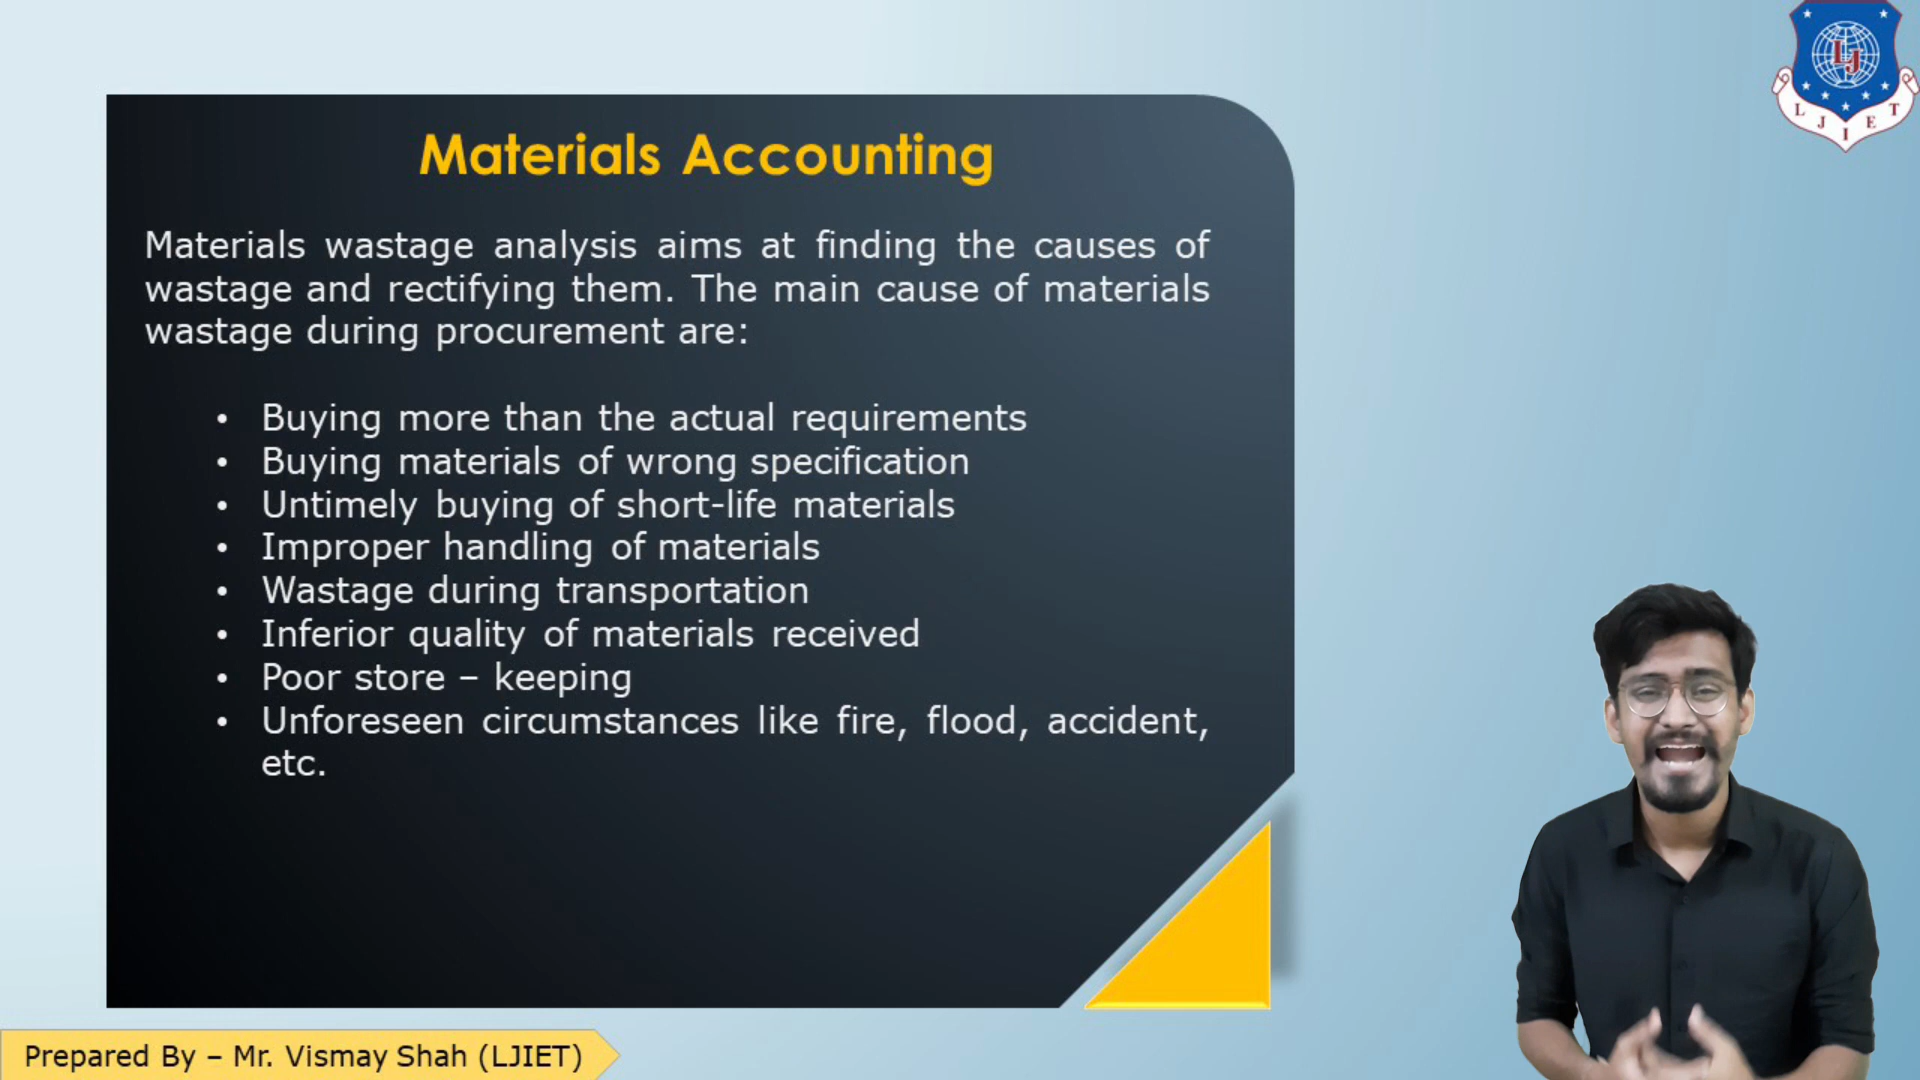 Materials Accounting
Materials wastage analysis aims at finding the causes of
wastage and rectifying them. The main cause of materials
wastage during procurement are:
• Buying more than the actual requirements
• Buying materials of wrong specification
• Untimely buying of short-life materials
• Improper handling of materials
• Wastage during transportation
• Inferior quality of materials received
• Poor store – keeping
• Unforeseen circumstances like fire, flood, accident,
etc.
LJ
L J I E T
Prepared By – Mr. Vismay Shah (LJIET)